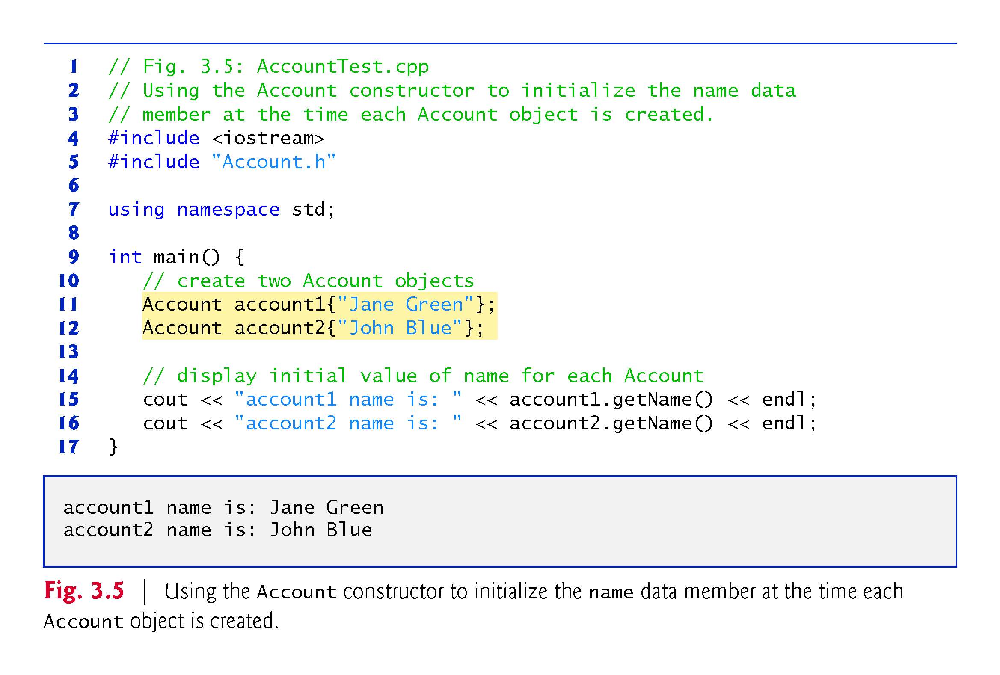 1 // Fig. 3.5: AccountTest.cpp
2 // Using the Account constructor to initialize the name data
3 // member at the time each Account object is created.
4 #include <iostream>
5 #include "Account.h"
6
7 using namespace std;
8
9 int main() {
10    // create two Account objects
11    Account account1{"Jane Green"};
12    Account account2{"John Blue"};
13
14    // display initial value of name for each Account
15    cout << "account1 name is: " << account1.getName() << endl;
16    cout << "account2 name is: " << account2.getName() << endl;
17 }
account1 name is: Jane Green
account2 name is: John Blue
Fig. 3.5 | Using the Account constructor to initialize the name data member at the time each
Account object is created.